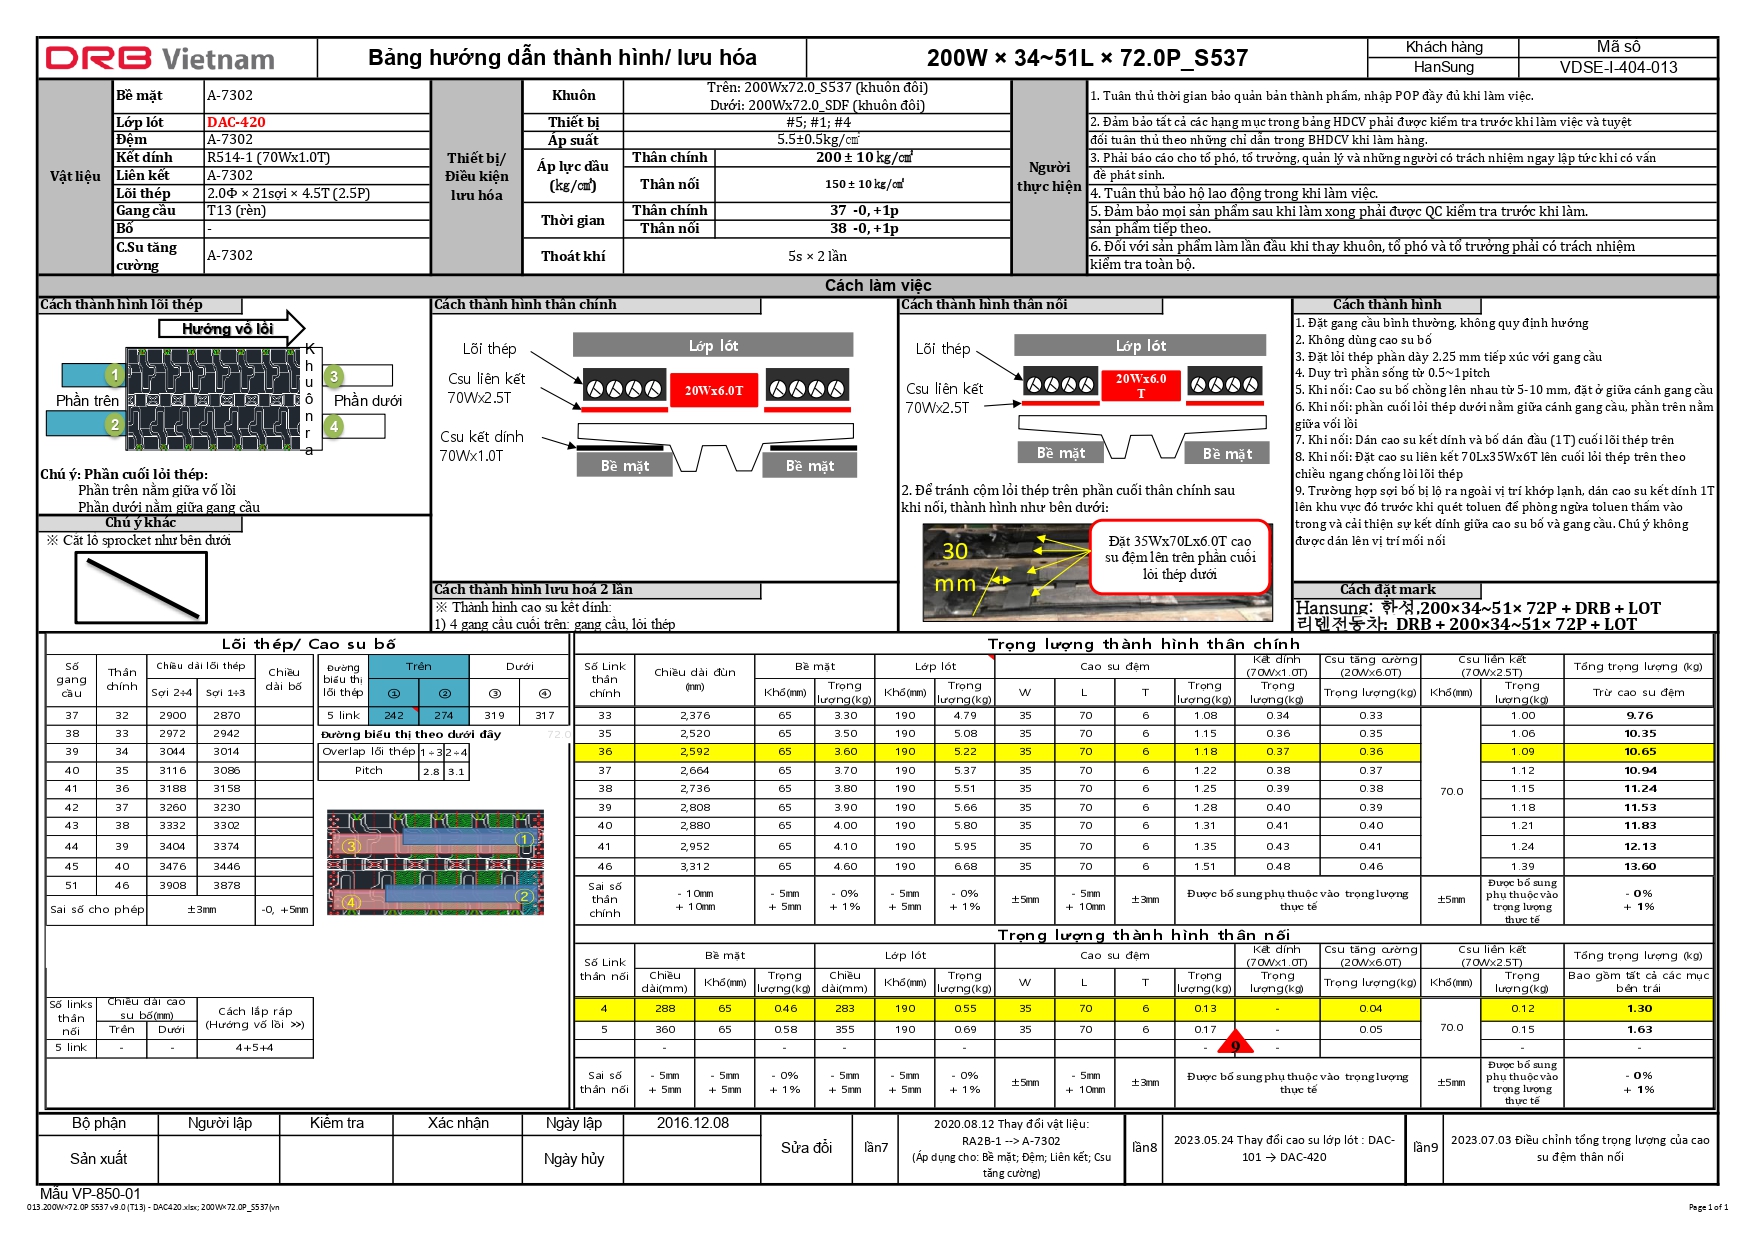 DRB Vietnam
Bảng hướng dẫn thành hình/ lưu hóa
200W × 34~51L × 72.0P_S537
Khách hàng
Mã số
HanSung
VDSE-I-404-013
Vật liệu
Bề mặt A-7302
Lớp lót DAC-420
Đệm A-7302
Kết dính R514-1 (70Wx1.0T)
Liên kết A-7302
Lõi thép 2.0Φ × 21sợi × 4.5T (2.5P)
Gang cầu T13 (rèn)
Bố -
C.Su tăng cường A-7302
Thiết bị/ Điều kiện lưu hóa
Khuôn
Trên: 200Wx72.0_S537 (khuôn đôi)
Dưới: 200Wx72.0_SDF (khuôn đôi)
Thiết bị #5; #1; #4
Áp suất 5.5±0.5kg/㎠
Áp lực dầu (kg/㎠)
Thân chính 200 ± 10 kg/㎠
Thân nối 150 ± 10 kg/㎠
Thời gian
Thân chính 37 -0, +1p
Thân nối 38 -0, +1p
Thoát khí 5s × 2 lần
Người thực hiện
1. Tuân thủ thời gian bảo quản bản thành phẩm, nhập POP đầy đủ khi làm việc.
2. Đảm bảo tất cả các hạng mục trong bảng HDCV phải được kiểm tra trước khi làm việc và tuyệt
đối tuân thủ theo những chỉ dẫn trong BHDCV khi làm hàng.
3. Phải báo cáo cho tổ phó, tổ trưởng, quản lý và những người có trách nhiệm ngay lập tức khi có vấn
đề phát sinh.
4. Tuân thủ bảo hộ lao động trong khi làm việc.
5. Đảm bảo mọi sản phẩm sau khi làm xong phải được QC kiểm tra trước khi làm.
sản phẩm tiếp theo.
6. Đối với sản phẩm làm lần đầu khi thay khuôn, tổ phó và tổ trưởng phải có trách nhiệm
kiểm tra toàn bộ.
Cách làm việc
Cách thành hình lõi thép
Hướng vố lồi
1
2
3
4
Phần trên
Phần dưới
Khuôn ra
Chú ý: Phần cuối lỏi thép:
Phần trên nằm giữa vố lồi
Phần dưới nằm giữa gang cầu
Chú ý khác
※ Cắt lỗ sprocket như bên dưới
Cách thành hình thân chính
Lõi thép
Csu liên kết
70Wx2.5T
Csu kết dính
70Wx1.0T
Lớp lót
20Wx6.0T
Bề mặt
Bề mặt
Cách thành hình lưu hoá 2 lần
※ Thành hình cao su kết dính:
1) 4 gang cầu cuối trên: gang cầu, lỏi thép
Cách thành hình thân nối
Lõi thép
Csu liên kết
70Wx2.5T
Lớp lót
20Wx6.0
T
Bề mặt
Bề mặt
2. Để tránh cộm lỏi thép trên phần cuối thân chính sau
khi nối, thành hình như bên dưới:
30
mm
Đặt 35Wx70Lx6.0T cao
su đệm lên trên phần cuối
lõi thép dưới
Cách thành hình
1. Đặt gang cầu bình thường, không quy định hướng
2. Không dùng cao su bố
3. Đặt lỏi thép phần dày 2.25 mm tiếp xúc với gang cầu
4. Duy trì phần sống từ 0.5~1pitch
5. Khi nối: Cao su bố chồng lên nhau từ 5-10 mm, đặt ở giữa cánh gang cầu
6. Khi nối: phần cuối lỏi thép dưới nằm giữa cánh gang cầu, phần trên nằm
giữa vối lồi
7. Khi nối: Dán cao su kết dính và bố dán đầu (1T) cuối lõi thép trên
8. Khi nối: Đặt cao su liên kết 70Lx35Wx6T lên cuối lỏi thép trên theo
chiều ngang chống lòi lõi thép
9. Trường hợp sợi bố bị lộ ra ngoài vị trí khớp lạnh, dán cao su kết dính 1T
lên khu vực đó trước khi quét toluen để phòng ngừa toluen thấm vào
trong và cải thiện sự kết dính giữa cao su bố và gang cầu. Chú ý không
được dán lên vị trí mối nối
Cách đặt mark
Hansung: 한성,200×34~51× 72P + DRB + LOT
리텐전동차: DRB + 200×34~51× 72P + LOT
Lõi thép/ Cao su bố
Số gang cầu | Thân chính | Chiều dài lõi thép | Chiều dài bố
Sợi 2÷4 | Sợi 1÷3
37 32 2900 2870
38 33 2972 2942
39 34 3044 3014
40 35 3116 3086
41 36 3188 3158
42 37 3260 3230
43 38 3332 3302
44 39 3404 3374
45 40 3476 3446
51 46 3908 3878
Sai số cho phép ±3mm -0, +5mm
Đường biểu thị lõi thép | Trên | Dưới
① ② ③ ④
5 link 242 274 319 317
Đường biểu thị theo dưới đây 72.0
Overlap lõi thép 1÷3 2÷4
Pitch 2.8 3.1
1
3
2
4
Số links thân nối | Chiều dài cao su bố(mm) | Cách lắp ráp (Hướng vố lồi ≫)
Trên | Dưới
5 link - - 4+5+4
Trọng lượng thành hình thân chính
Số Link thân chính | Chiều dài đùn (mm) | Bề mặt | Lớp lót | Cao su đệm | Kết dính (70Wx1.0T) | Csu tăng cường (20Wx6.0T) | Csu liên kết (70Wx2.5T) | Tổng trọng lượng (kg)
Khổ(mm) | Trọng lượng(kg) | Khổ(mm) | Trọng lượng(kg) | W | L | T | Trọng lượng(kg) | Trọng lượng(kg) | Trọng lượng(kg) | Khổ(mm) | Trọng lượng(kg) | Trừ cao su đệm
33 2,376 65 3.30 190 4.79 35 70 6 1.08 0.34 0.33 1.00 9.76
35 2,520 65 3.50 190 5.08 35 70 6 1.15 0.36 0.35 1.06 10.35
36 2,592 65 3.60 190 5.22 35 70 6 1.18 0.37 0.36 1.09 10.65
37 2,664 65 3.70 190 5.37 35 70 6 1.22 0.38 0.37 1.12 10.94
38 2,736 65 3.80 190 5.51 35 70 6 1.25 0.39 0.38 70.0 1.15 11.24
39 2,808 65 3.90 190 5.66 35 70 6 1.28 0.40 0.39 1.18 11.53
40 2,880 65 4.00 190 5.80 35 70 6 1.31 0.41 0.40 1.21 11.83
41 2,952 65 4.10 190 5.95 35 70 6 1.35 0.43 0.41 1.24 12.13
46 3,312 65 4.60 190 6.68 35 70 6 1.51 0.48 0.46 1.39 13.60
Sai số thân chính | - 10mm + 10mm | - 5mm + 5mm | - 0% + 1% | - 5mm + 5mm | - 0% + 1% | ±5mm | - 5mm + 10mm | ±3mm | Được bổ sung phụ thuộc vào trọng lượng thực tế | ±5mm | Được bổ sung phụ thuộc vào trọng lượng thực tế | - 0% + 1%
Trọng lượng thành hình thân nối
Số Link thân nối | Bề mặt | Lớp lót | Cao su đệm | Kết dính (70Wx1.0T) | Csu tăng cường (20Wx6.0T) | Csu liên kết (70Wx2.5T) | Tổng trọng lượng (kg)
Chiều dài(mm) | Khổ(mm) | Trọng lượng(kg) | Chiều dài(mm) | Khổ(mm) | Trọng lượng(kg) | W | L | T | Trọng lượng(kg) | Trọng lượng(kg) | Trọng lượng(kg) | Khổ(mm) | Trọng lượng(kg) | Bao gồm tất cả các mục bên trái
4 288 65 0.46 283 190 0.55 35 70 6 0.13 - 0.04 70.0 0.12 1.30
5 360 65 0.58 355 190 0.69 35 70 6 0.17 - 0.05 0.15 1.63
- - - - - - - -
9
Sai số thân nối | - 5mm + 5mm | - 5mm + 5mm | - 0% + 1% | - 5mm + 5mm | - 5mm + 5mm | - 0% + 1% | ±5mm | - 5mm + 10mm | ±3mm | Được bổ sung phụ thuộc vào trọng lượng thực tế | ±5mm | Được bổ sung phụ thuộc vào trọng lượng thực tế | - 0% + 1%
Bộ phận | Người lập | Kiểm tra | Xác nhận | Ngày lập | 2016.12.08
Sản xuất | Ngày hủy
Sửa đổi
lần7
2020.08.12 Thay đổi vật liệu:
RA2B-1 --> A-7302
(Áp dụng cho: Bề mặt; Đệm; Liên kết; Csu
tăng cường)
lần8
2023.05.24 Thay đổi cao su lớp lót : DAC-
101 → DAC-420
lần9
2023.07.03 Điều chỉnh tổng trọng lượng của cao
su đệm thân nối
Mẫu VP-850-01
013.200W×72.0P S537 v9.0 (T13) - DAC420.xlsx; 200W×72.0P_S537(vn
Page 1 of 1